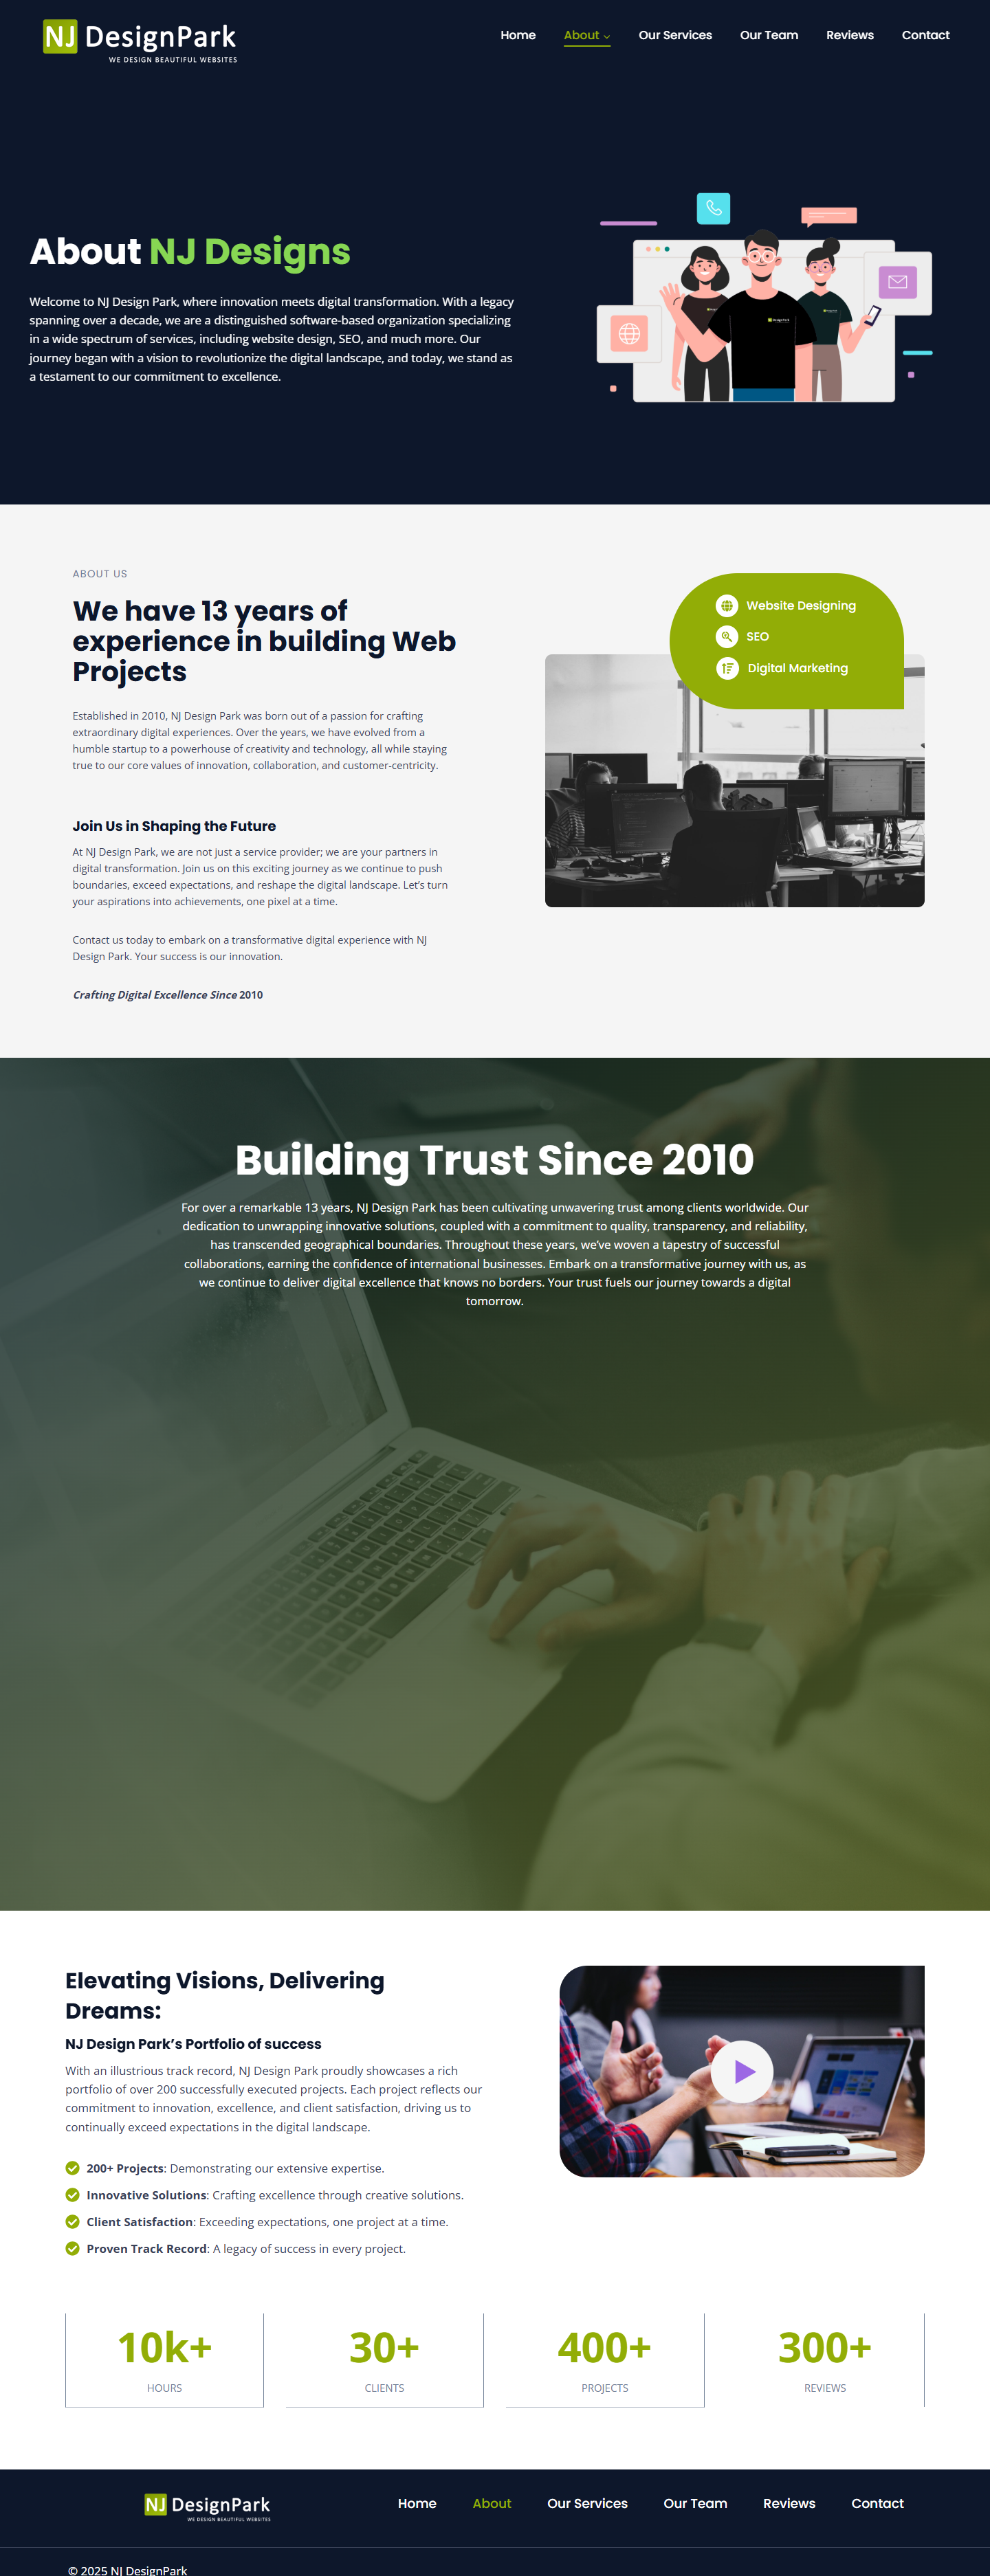 NJ DesignPark
WE DESIGN BEAUTIFUL WEBSITES
Home
About
Our Services
Our Team
Reviews
Contact
About NJ Designs
Welcome to NJ Design Park, where innovation meets digital transformation. With a legacy
spanning over a decade, we are a distinguished software-based organization specializing
in a wide spectrum of services, including website design, SEO, and much more. Our
journey began with a vision to revolutionize the digital landscape, and today, we stand as
a testament to our commitment to excellence.
ABOUT US
We have 13 years of
experience in building Web
Projects
Established in 2010, NJ Design Park was born out of a passion for crafting
extraordinary digital experiences. Over the years, we have evolved from a
humble startup to a powerhouse of creativity and technology, all while staying
true to our core values of innovation, collaboration, and customer-centricity.
Join Us in Shaping the Future
At NJ Design Park, we are not just a service provider; we are your partners in
digital transformation. Join us on this exciting journey as we continue to push
boundaries, exceed expectations, and reshape the digital landscape. Let’s turn
your aspirations into achievements, one pixel at a time.
Contact us today to embark on a transformative digital experience with NJ
Design Park. Your success is our innovation.
Crafting Digital Excellence Since 2010
Website Designing
SEO
Digital Marketing
Building Trust Since 2010
For over a remarkable 13 years, NJ Design Park has been cultivating unwavering trust among clients worldwide. Our
dedication to unwrapping innovative solutions, coupled with a commitment to quality, transparency, and reliability,
has transcended geographical boundaries. Throughout these years, we’ve woven a tapestry of successful
collaborations, earning the confidence of international businesses. Embark on a transformative journey with us, as
we continue to deliver digital excellence that knows no borders. Your trust fuels our journey towards a digital
tomorrow.
Elevating Visions, Delivering
Dreams:
NJ Design Park’s Portfolio of success
With an illustrious track record, NJ Design Park proudly showcases a rich
portfolio of over 200 successfully executed projects. Each project reflects our
commitment to innovation, excellence, and client satisfaction, driving us to
continually exceed expectations in the digital landscape.
200+ Projects: Demonstrating our extensive expertise.
Innovative Solutions: Crafting excellence through creative solutions.
Client Satisfaction: Exceeding expectations, one project at a time.
Proven Track Record: A legacy of success in every project.
10k+
HOURS
30+
CLIENTS
400+
PROJECTS
300+
REVIEWS
NJ DesignPark
WE DESIGN BEAUTIFUL WEBSITES
Home
About
Our Services
Our Team
Reviews
Contact
© 2025 NJ DesignPark